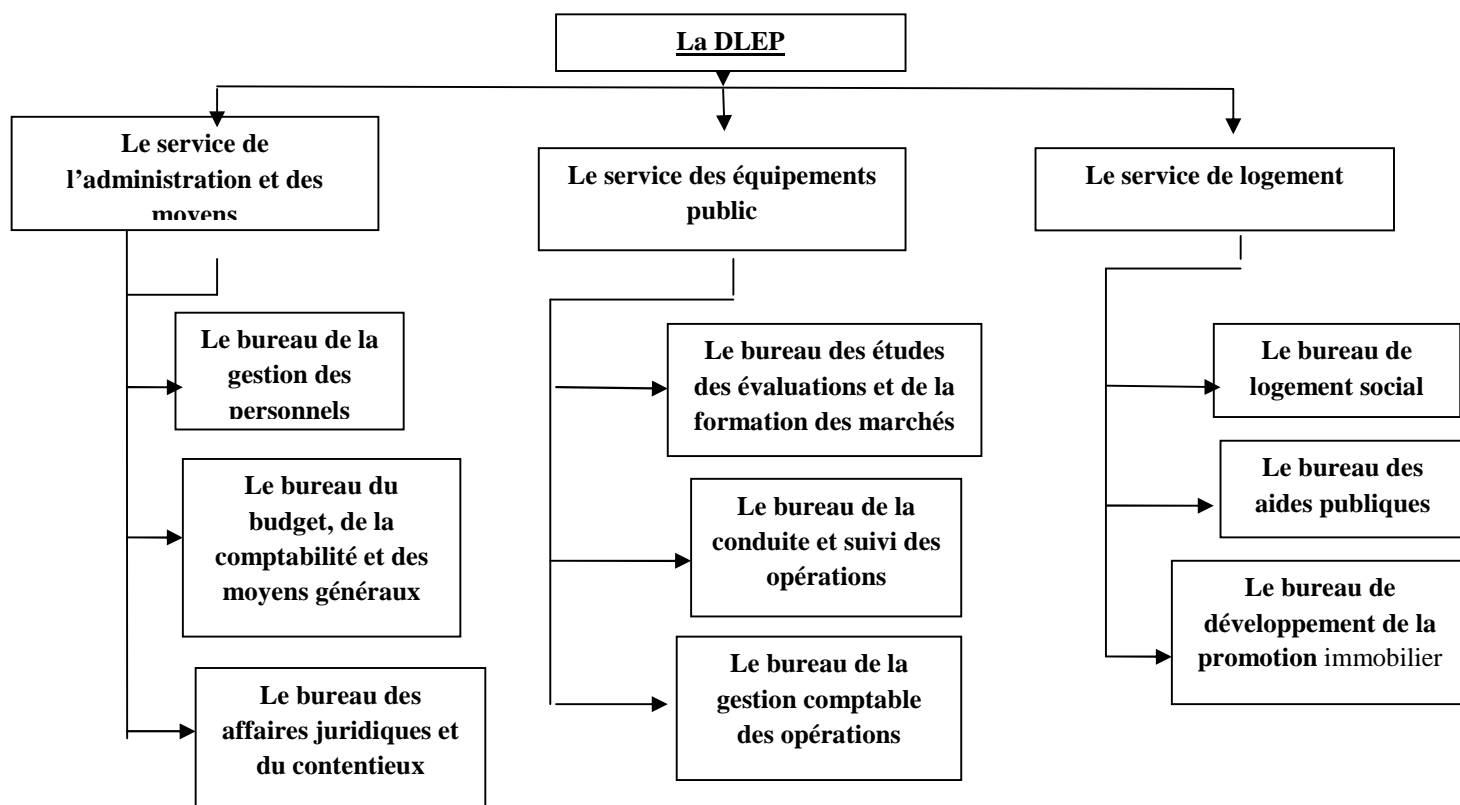 La DLEP
Le service de
l’administration et des
moyens
Le service des équipements
public
Le service de logement
Le bureau de la
gestion des
personnels
Le bureau du
budget, de la
comptabilité et des
moyens généraux
Le bureau des
affaires juridiques et
du contentieux
Le bureau des études
des évaluations et de la
formation des marchés
Le bureau de la
conduite et suivi des
opérations
Le bureau de la
gestion comptable
des opérations
Le bureau de
logement social
Le bureau des
aides publiques
Le bureau de
développement de la
promotion immobilier